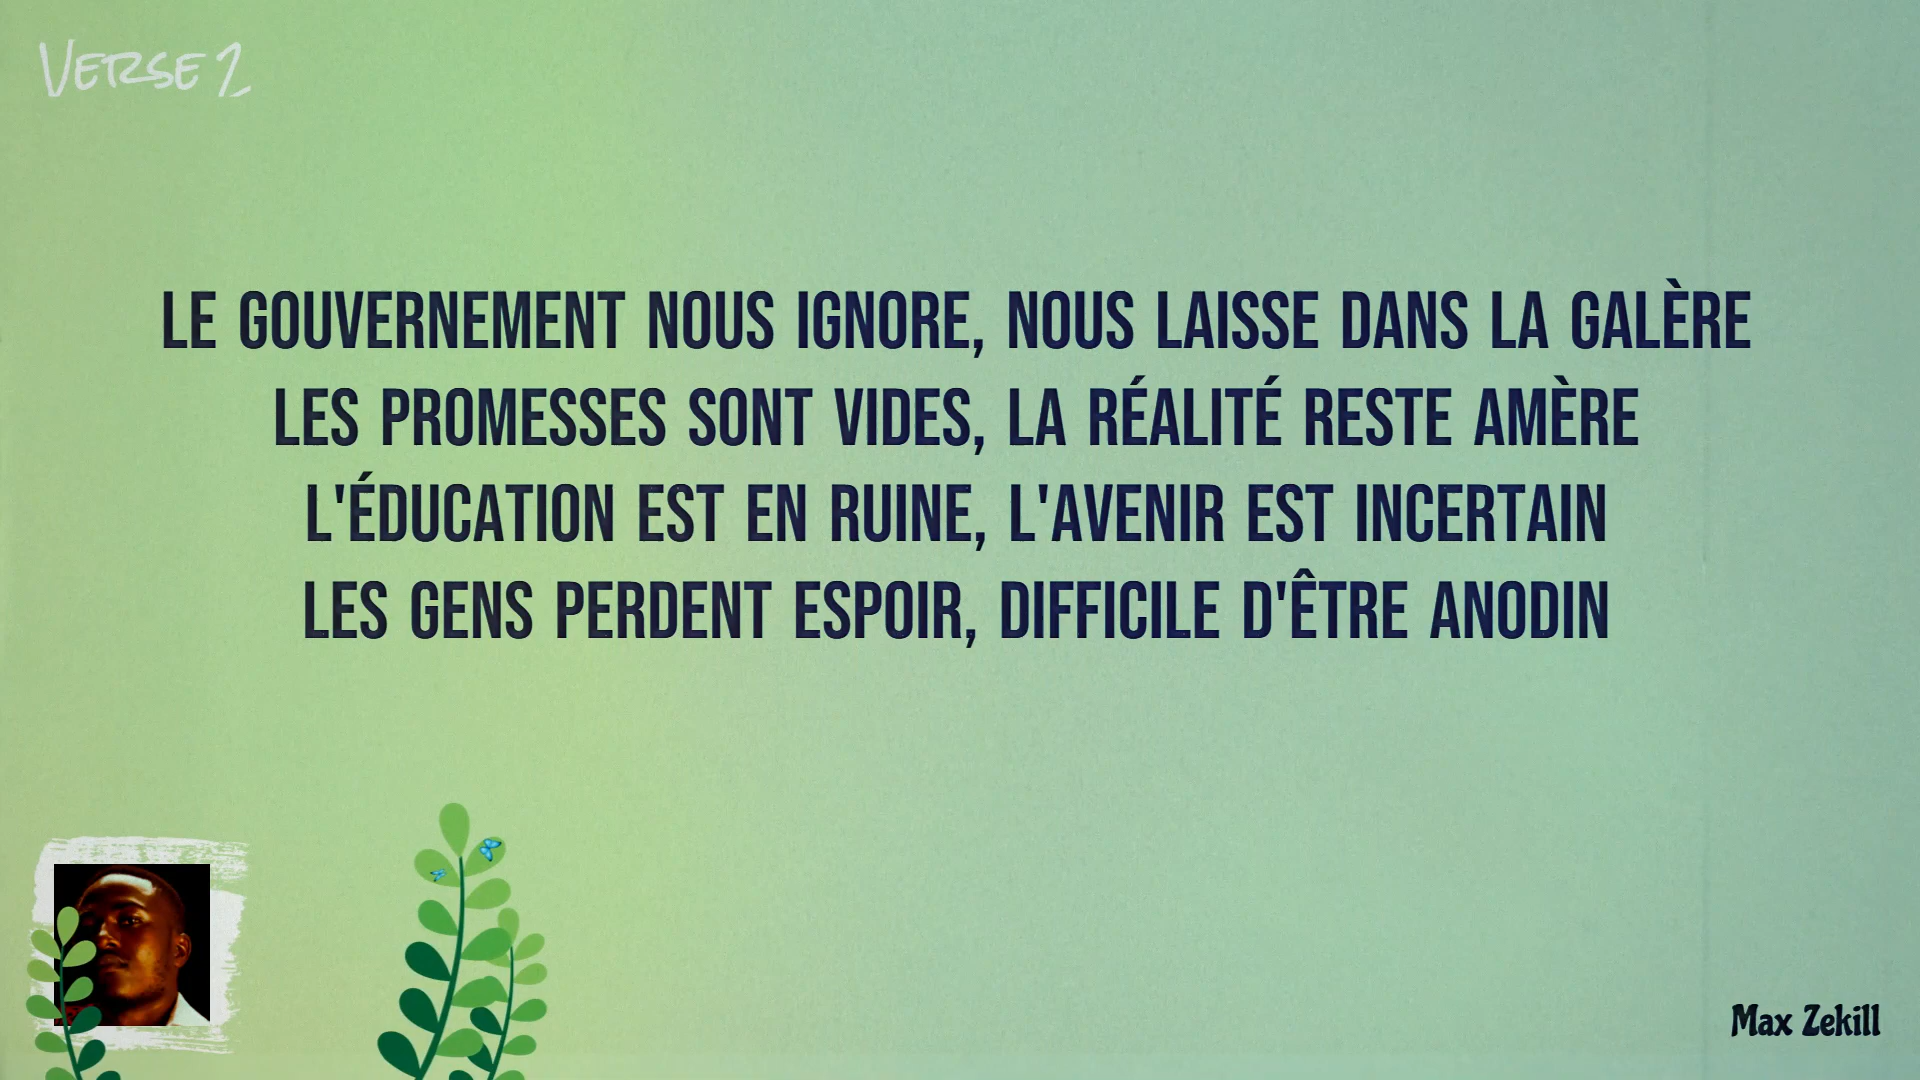 Verse 2
LE GOUVERNEMENT NOUS IGNORE, NOUS LAISSE DANS LA GALÈRE
LES PROMESSES SONT VIDES, LA RÉALITÉ RESTE AMÈRE
L'ÉDUCATION EST EN RUINE, L'AVENIR EST INCERTAIN
LES GENS PERDENT ESPOIR, DIFFICILE D'ÊTRE ANODIN
Max Zekill